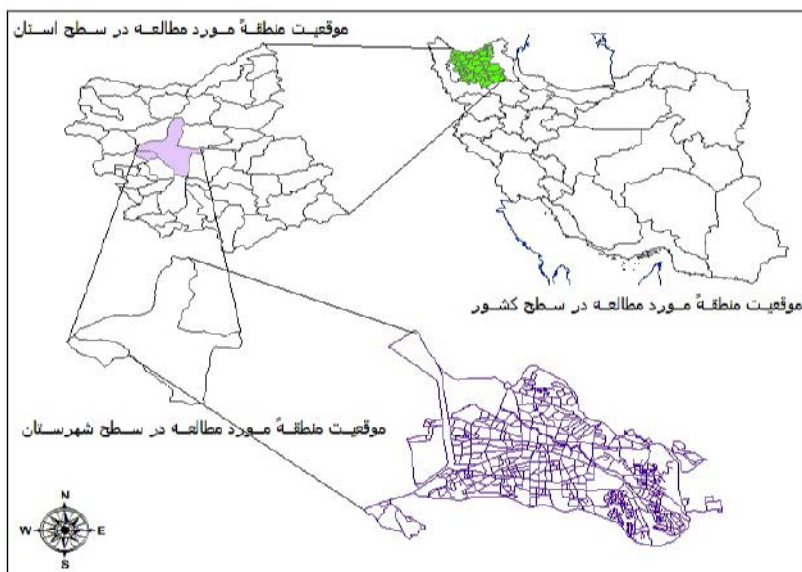 موقعیت منطقهٔ مورد مطالعه در سطح استان
موقعیت منطقهٔ مورد مطالعه در سطح کشور
موقعیت منطقهٔ مورد مطالعه در سطح شهرستان
N
W E
S